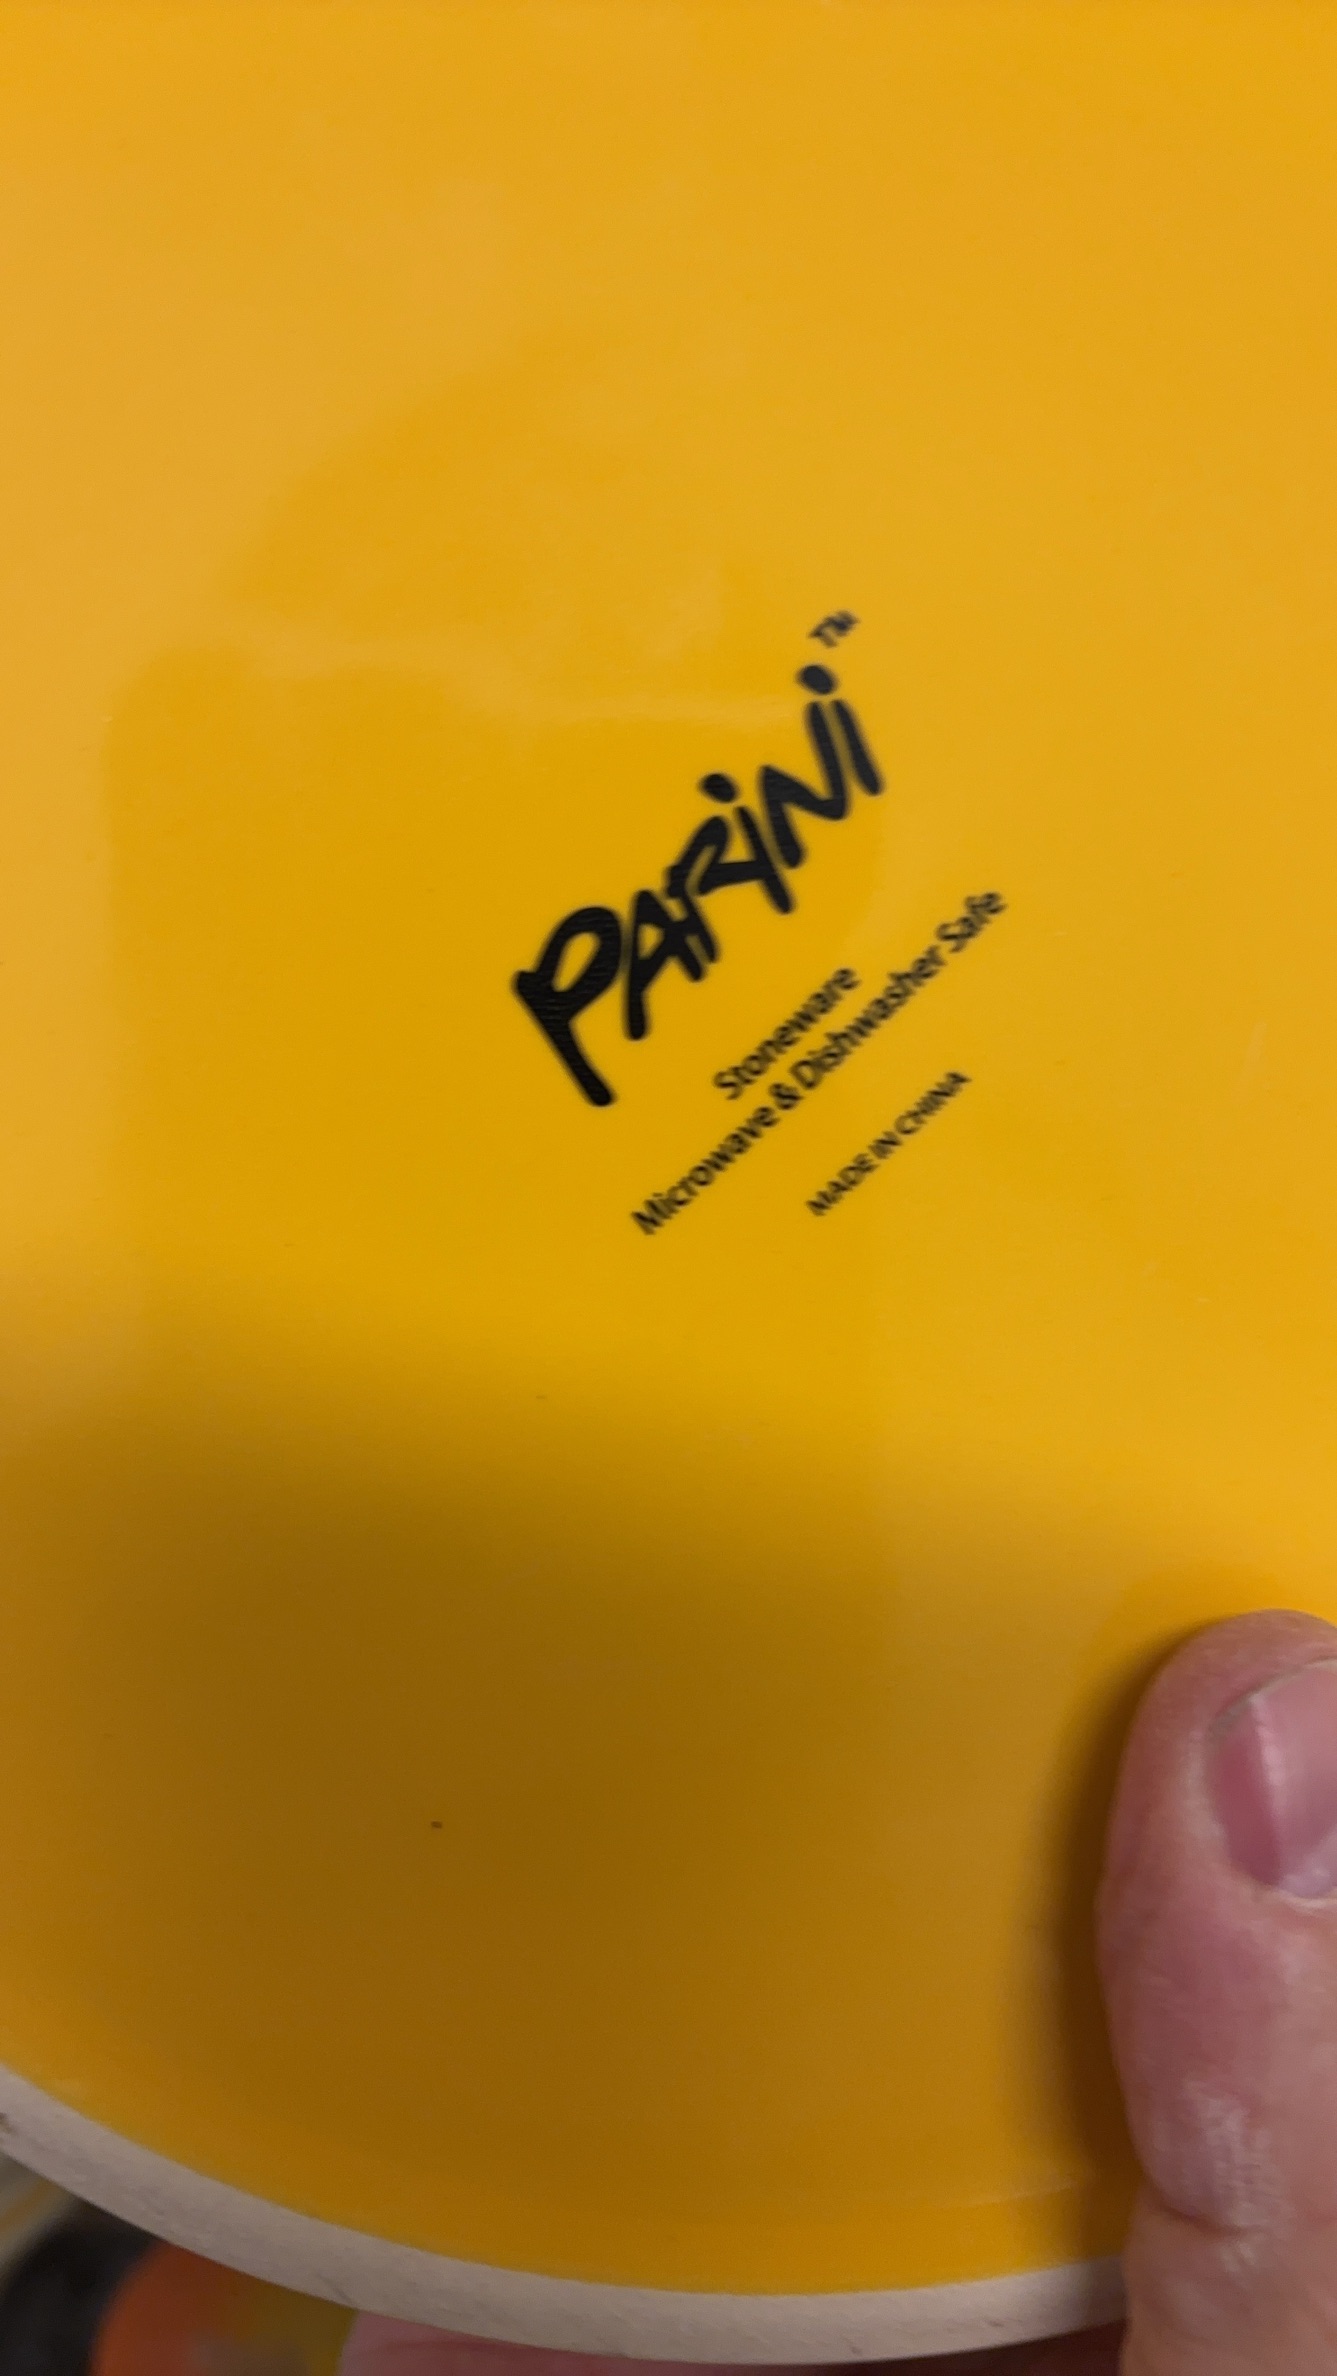 PARiNi™
Stoneware
Microwave & Dishwasher Safe
MADE IN CHINA